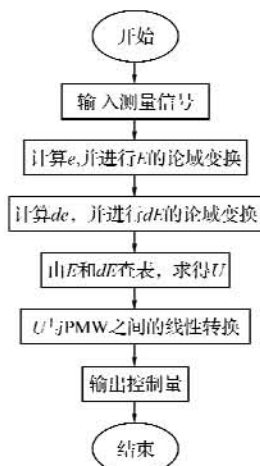 开始
输入测量信号
计算e,并进行E的论域变换
计算de，并进行dE的论域变换
由E和dE查表，求得U
U与PMW之间的线性转换
输出控制量
结束